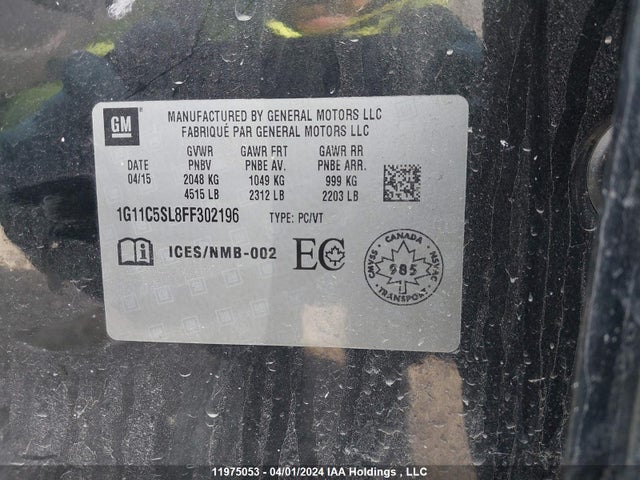 GM
MANUFACTURED BY GENERAL MOTORS LLC
FABRIQUÉ PAR GENERAL MOTORS LLC
GVWR GAWR FRT GAWR RR
DATE PNBV PNBE AV. PNBE ARR.
04/15 2048 KG 1049 KG 999 KG
4515 LB 2312 LB 2203 LB
1G11C5SL8FF302196 TYPE: PC/VT
ICES/NMB-002 EC
CANADA
CMVSS 985 NSVAC
TRANSPORT
11975053 - 04/01/2024 IAA Holdings , LLC